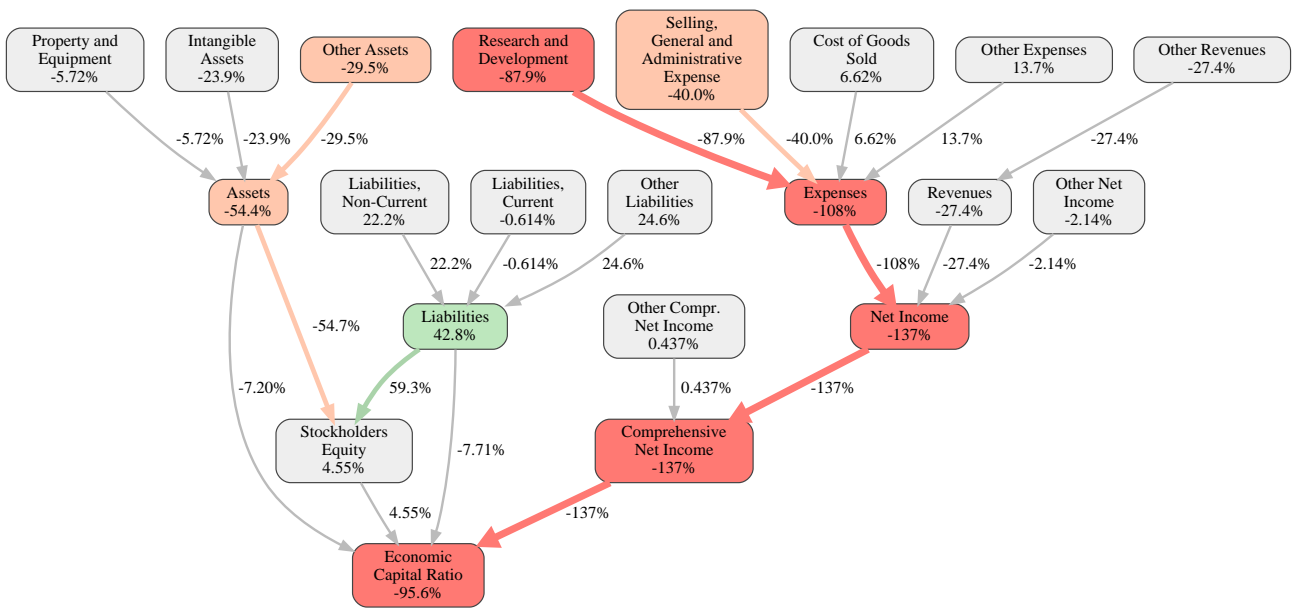 Property and
Equipment
-5.72%
Intangible
Assets
-23.9%
Other Assets
-29.5%
Research and
Development
-87.9%
Selling,
General and
Administrative
Expense
-40.0%
Cost of Goods
Sold
6.62%
Other Expenses
13.7%
Other Revenues
-27.4%
-5.72%
-23.9%
-29.5%
-87.9%
-40.0%
6.62%
13.7%
-27.4%
Assets
-54.4%
Liabilities,
Non-Current
22.2%
Liabilities,
Current
-0.614%
Other
Liabilities
24.6%
Expenses
-108%
Revenues
-27.4%
Other Net
Income
-2.14%
22.2%
-0.614%
24.6%
-108%
-27.4%
-2.14%
-54.7%
Liabilities
42.8%
Other Compr.
Net Income
0.437%
Net Income
-137%
-7.20%
59.3%
0.437%
-137%
Stockholders
Equity
4.55%
-7.71%
Comprehensive
Net Income
-137%
4.55%
-137%
Economic
Capital Ratio
-95.6%